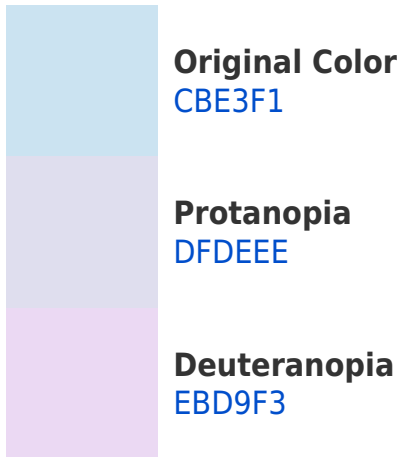 Original Color
CBE3F1
Protanopia
DFDEEE
Deuteranopia
EBD9F3